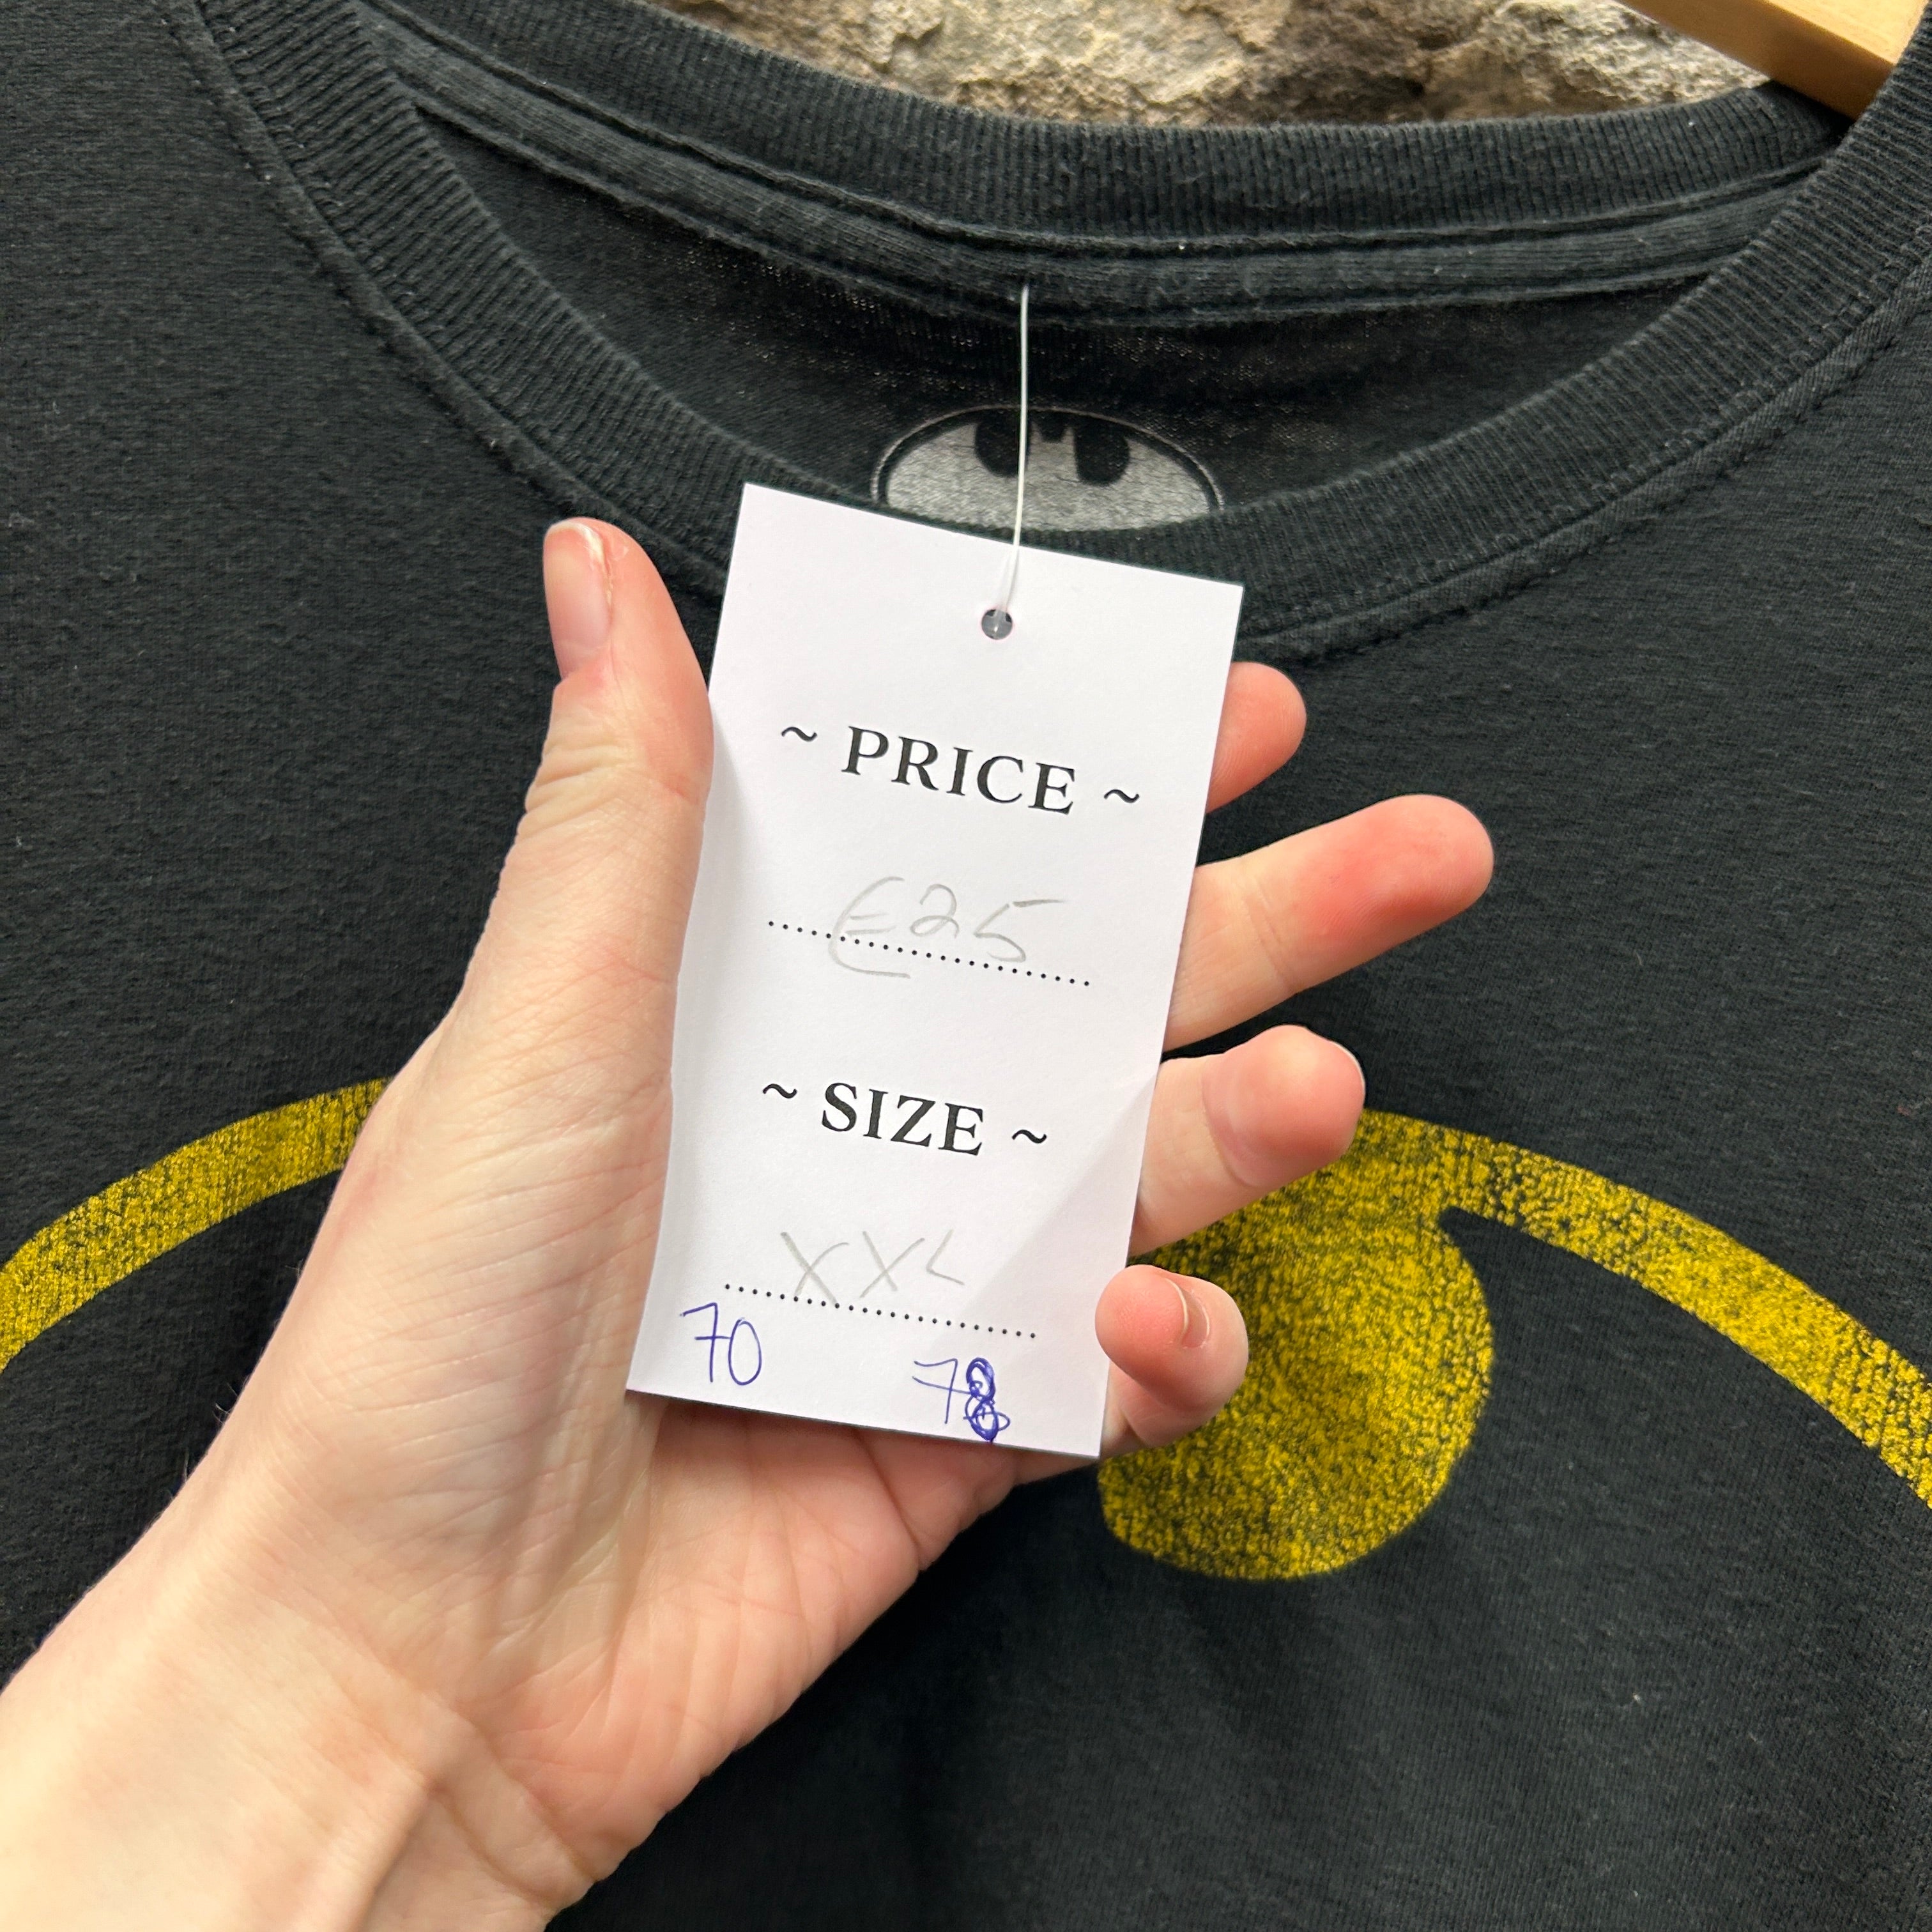 ~ PRICE ~
£25
~ SIZE ~
XXL
70 78